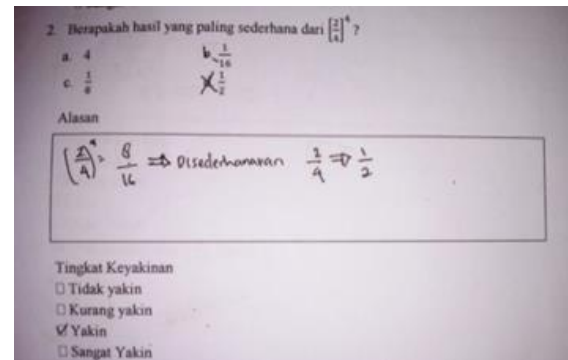 2. Berapakah hasil yang paling sederhana dari [2/4]^4 ?
a. 4 b. 1/16
c. 1/8 X 1/2
Alasan
(2/4)^4 = 8/16 ⇒ Disederhanakan 2/4 ⇒ 1/2
Tingkat Keyakinan
☐ Tidak yakin
☐ Kurang yakin
☑ Yakin
☐ Sangat Yakin